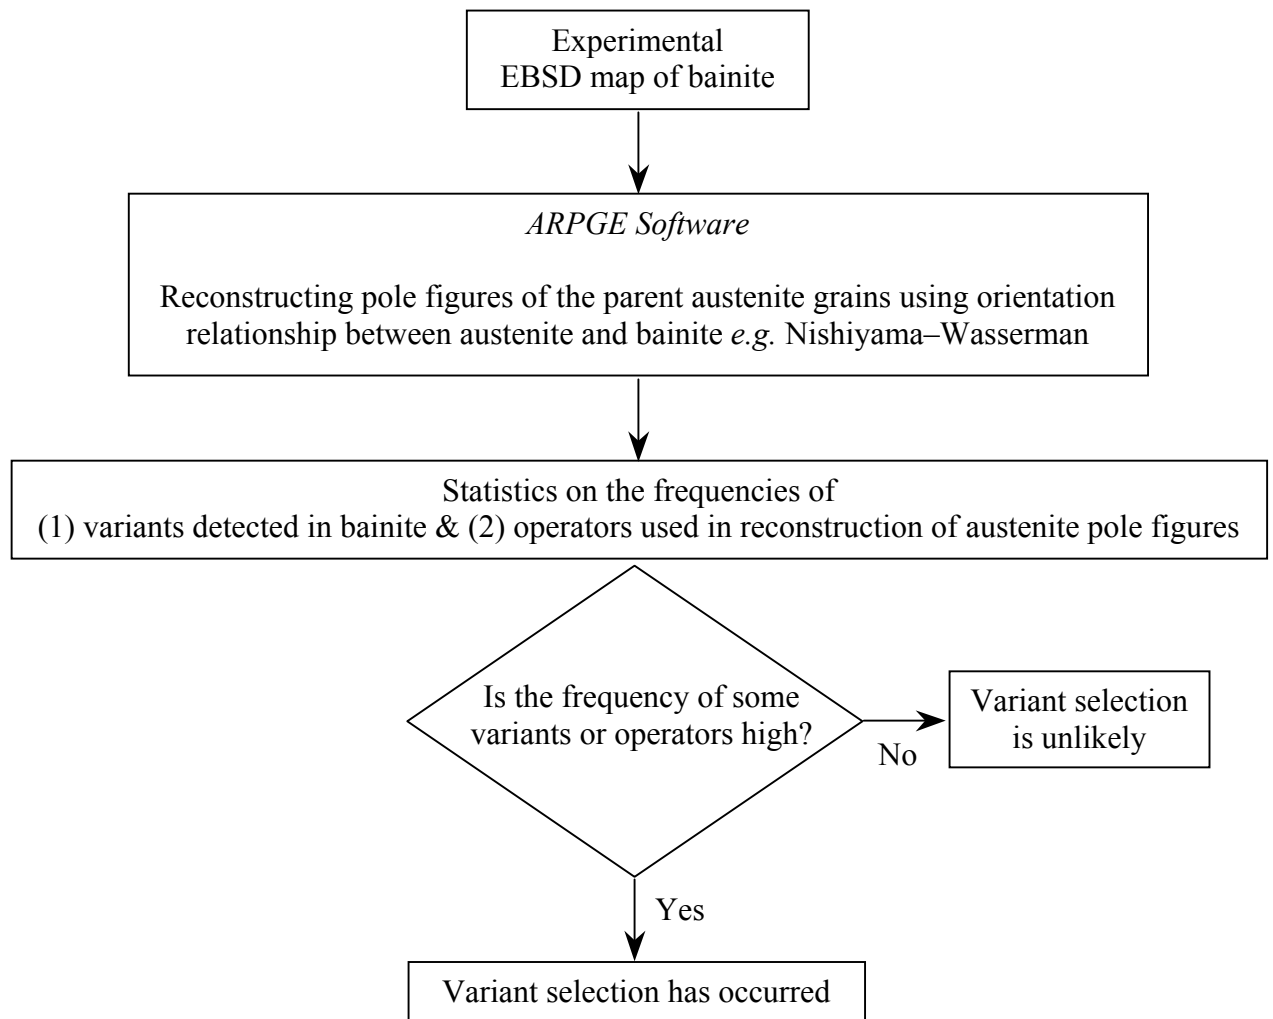 Experimental
EBSD map of bainite
ARPGE Software
Reconstructing pole figures of the parent austenite grains using orientation
relationship between austenite and bainite e.g. Nishiyama–Wasserman
Statistics on the frequencies of
(1) variants detected in bainite & (2) operators used in reconstruction of austenite pole figures
Is the frequency of some
variants or operators high?
No
Variant selection
is unlikely
Yes
Variant selection has occurred